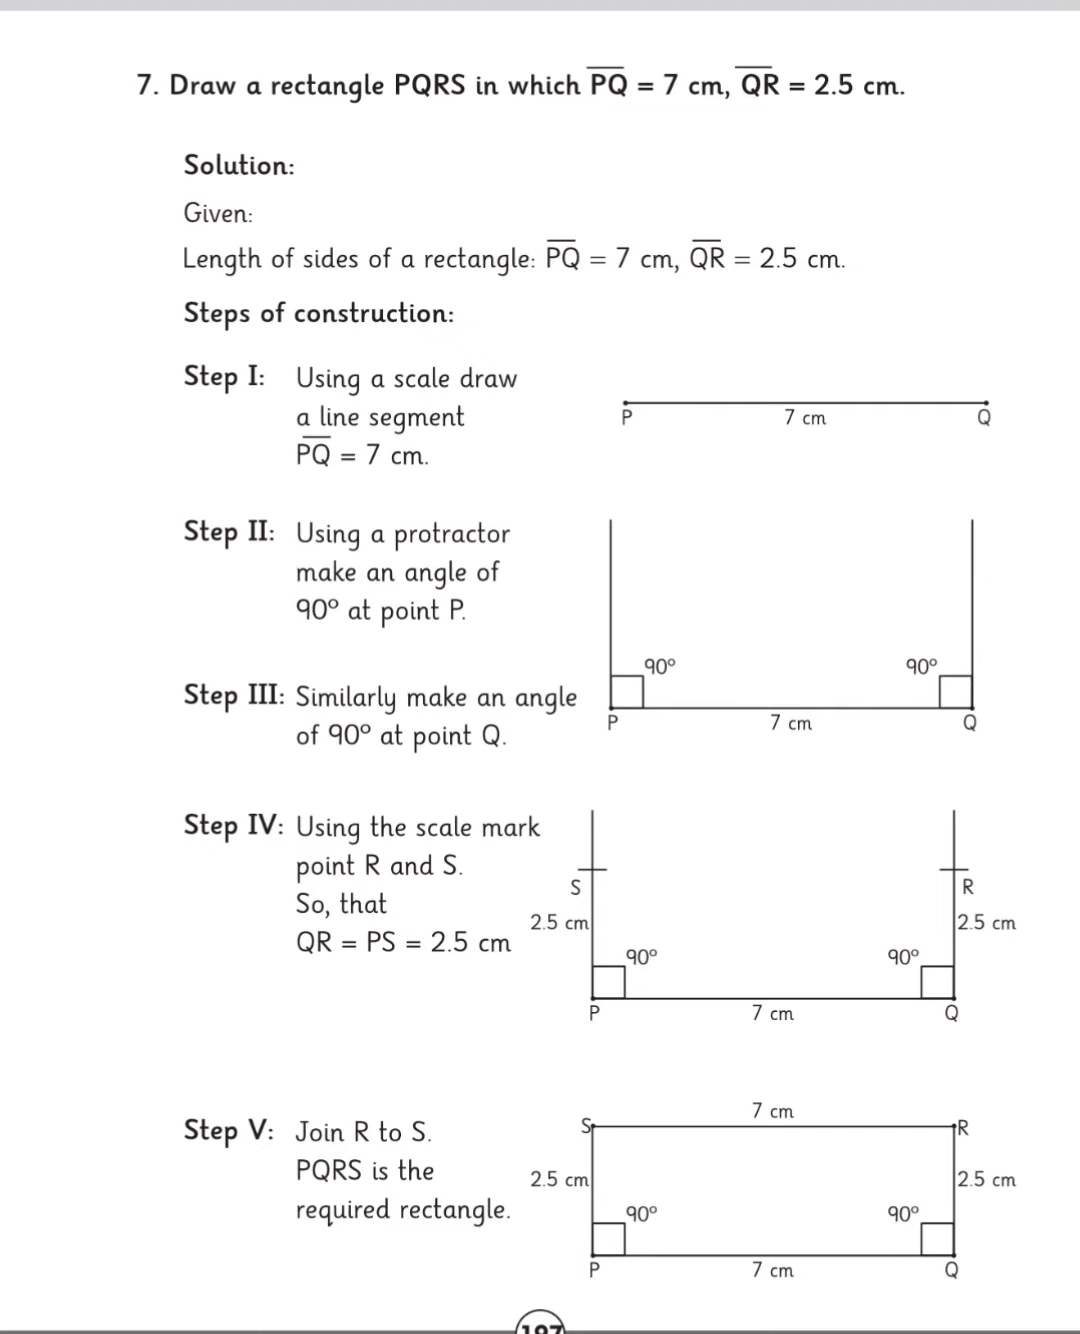 7. Draw a rectangle PQRS in which PQ = 7 cm, QR = 2.5 cm.
Solution:
Given:
Length of sides of a rectangle: PQ = 7 cm, QR = 2.5 cm.
Steps of construction:
Step I: Using a scale draw
a line segment
PQ = 7 cm.
P 7 cm Q
Step II: Using a protractor
make an angle of
90° at point P.
Step III: Similarly make an angle
of 90° at point Q.
90° 90°
P 7 cm Q
Step IV: Using the scale mark
point R and S.
So, that
QR = PS = 2.5 cm
S R
2.5 cm 2.5 cm
90° 90°
P 7 cm Q
Step V: Join R to S.
PQRS is the
required rectangle.
7 cm
S R
2.5 cm 2.5 cm
90° 90°
P 7 cm Q